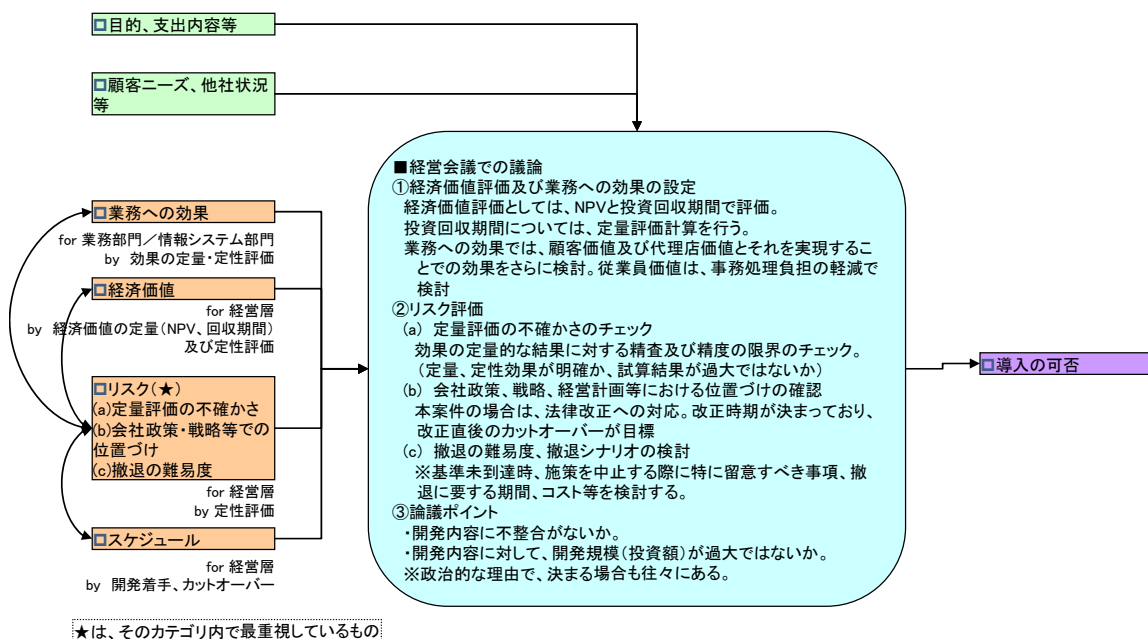 □目的、支出内容等
□顧客ニーズ、他社状況
等
□業務への効果
for 業務部門／情報システム部門
by 効果の定量・定性評価
□経済価値
for 経営層
by 経済価値の定量(NPV、回収期間)
及び定性評価
□リスク(★)
(a)定量評価の不確かさ
(b)会社政策・戦略等での
位置づけ
(c)撤退の難易度
for 経営層
by 定性評価
□スケジュール
for 経営層
by 開発着手、カットオーバー
★は、そのカテゴリ内で最重視しているもの
■経営会議での議論
①経済価値評価及び業務への効果の設定
経済価値評価としては、NPVと投資回収期間で評価。
投資回収期間については、定量評価計算を行う。
業務への効果では、顧客価値及び代理店価値とそれを実現するこ
とでの効果をさらに検討。従業員価値は、事務処理負担の軽減で
検討
②リスク評価
(a) 定量評価の不確かさのチェック
効果の定量的な結果に対する精査及び精度の限界のチェック。
(定量、定性効果が明確か、試算結果が過大ではないか)
(b) 会社政策、戦略、経営計画等における位置づけの確認
本案件の場合は、法律改正への対応。改正時期が決まっており、
改正直後のカットオーバーが目標
(c) 撤退の難易度、撤退シナリオの検討
※基準未到達時、施策を中止する際に特に留意すべき事項、撤
退に要する期間、コスト等を検討する。
③論議ポイント
・開発内容に不整合がないか。
・開発内容に対して、開発規模(投資額)が過大ではないか。
※政治的な理由で、決まる場合も往々にある。
□導入の可否